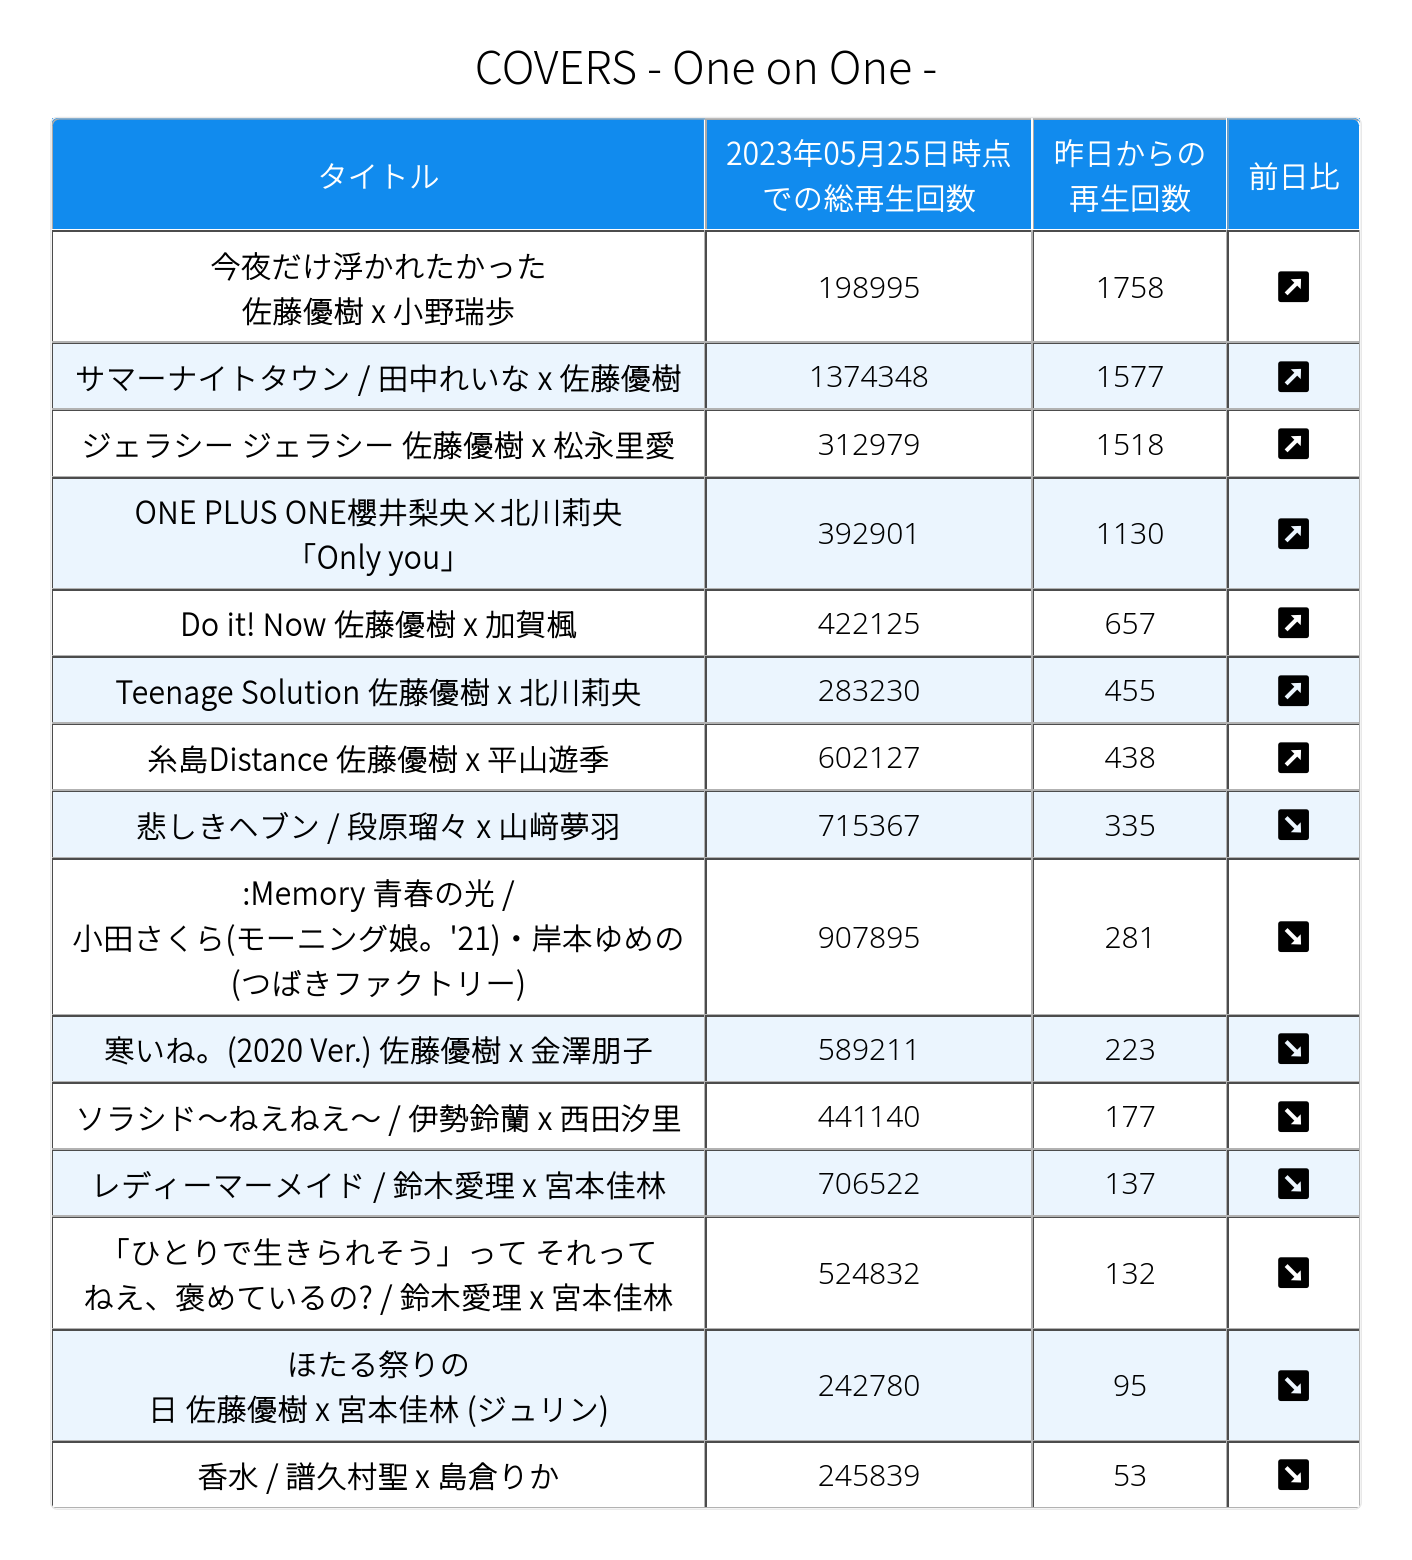 COVERS - One on One -
タイトル
2023年05月25日時点
での総再生回数
昨日からの
再生回数
前日比
今夜だけ浮かれたかった
佐藤優樹 x 小野瑞歩
198995
1758
サマーナイトタウン / 田中れいな x 佐藤優樹
1374348
1577
ジェラシー ジェラシー 佐藤優樹 x 松永里愛
312979
1518
ONE PLUS ONE櫻井梨央×北川莉央
「Only you」
392901
1130
Do it! Now 佐藤優樹 x 加賀楓
422125
657
Teenage Solution 佐藤優樹 x 北川莉央
283230
455
糸島Distance 佐藤優樹 x 平山遊季
602127
438
悲しきヘブン / 段原瑠々 x 山﨑夢羽
715367
335
:Memory 青春の光 /
小田さくら(モーニング娘。'21)・岸本ゆめの
(つばきファクトリー)
907895
281
寒いね。(2020 Ver.) 佐藤優樹 x 金澤朋子
589211
223
ソラシド～ねえねえ～ / 伊勢鈴蘭 x 西田汐里
441140
177
レディーマーメイド / 鈴木愛理 x 宮本佳林
706522
137
「ひとりで生きられそう」って それって
ねえ、褒めているの? / 鈴木愛理 x 宮本佳林
524832
132
ほたる祭りの
日 佐藤優樹 x 宮本佳林 (ジュリン)
242780
95
香水 / 譜久村聖 x 島倉りか
245839
53